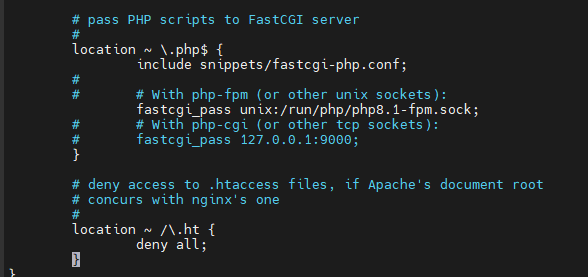 # pass PHP scripts to FastCGI server
#
location ~ \.php$ {
include snippets/fastcgi-php.conf;
#
# # With php-fpm (or other unix sockets):
fastcgi_pass unix:/run/php/php8.1-fpm.sock;
# # With php-cgi (or other tcp sockets):
# fastcgi_pass 127.0.0.1:9000;
}
# deny access to .htaccess files, if Apache's document root
# concurs with nginx's one
#
location ~ /\.ht {
deny all;
}
}